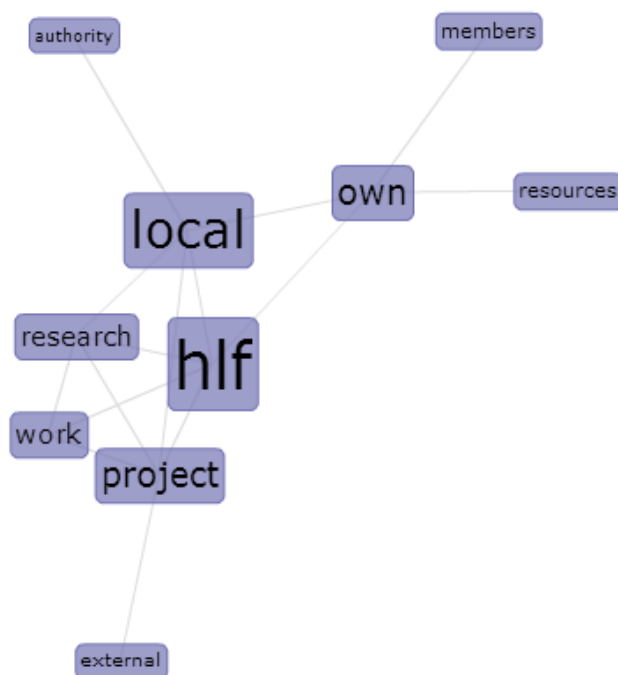 authority
members
own
resources
local
research
hlf
work
project
external